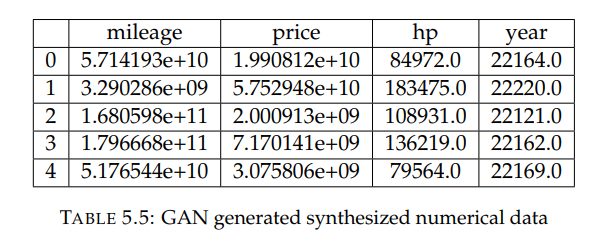 mileage price hp year
0 5.714193e+10 1.990812e+10 84972.0 22164.0
1 3.290286e+09 5.752948e+10 183475.0 22220.0
2 1.680598e+11 2.000913e+09 108931.0 22121.0
3 1.796668e+11 7.170141e+09 136219.0 22162.0
4 5.176544e+10 3.075806e+09 79564.0 22169.0
TABLE 5.5: GAN generated synthesized numerical data